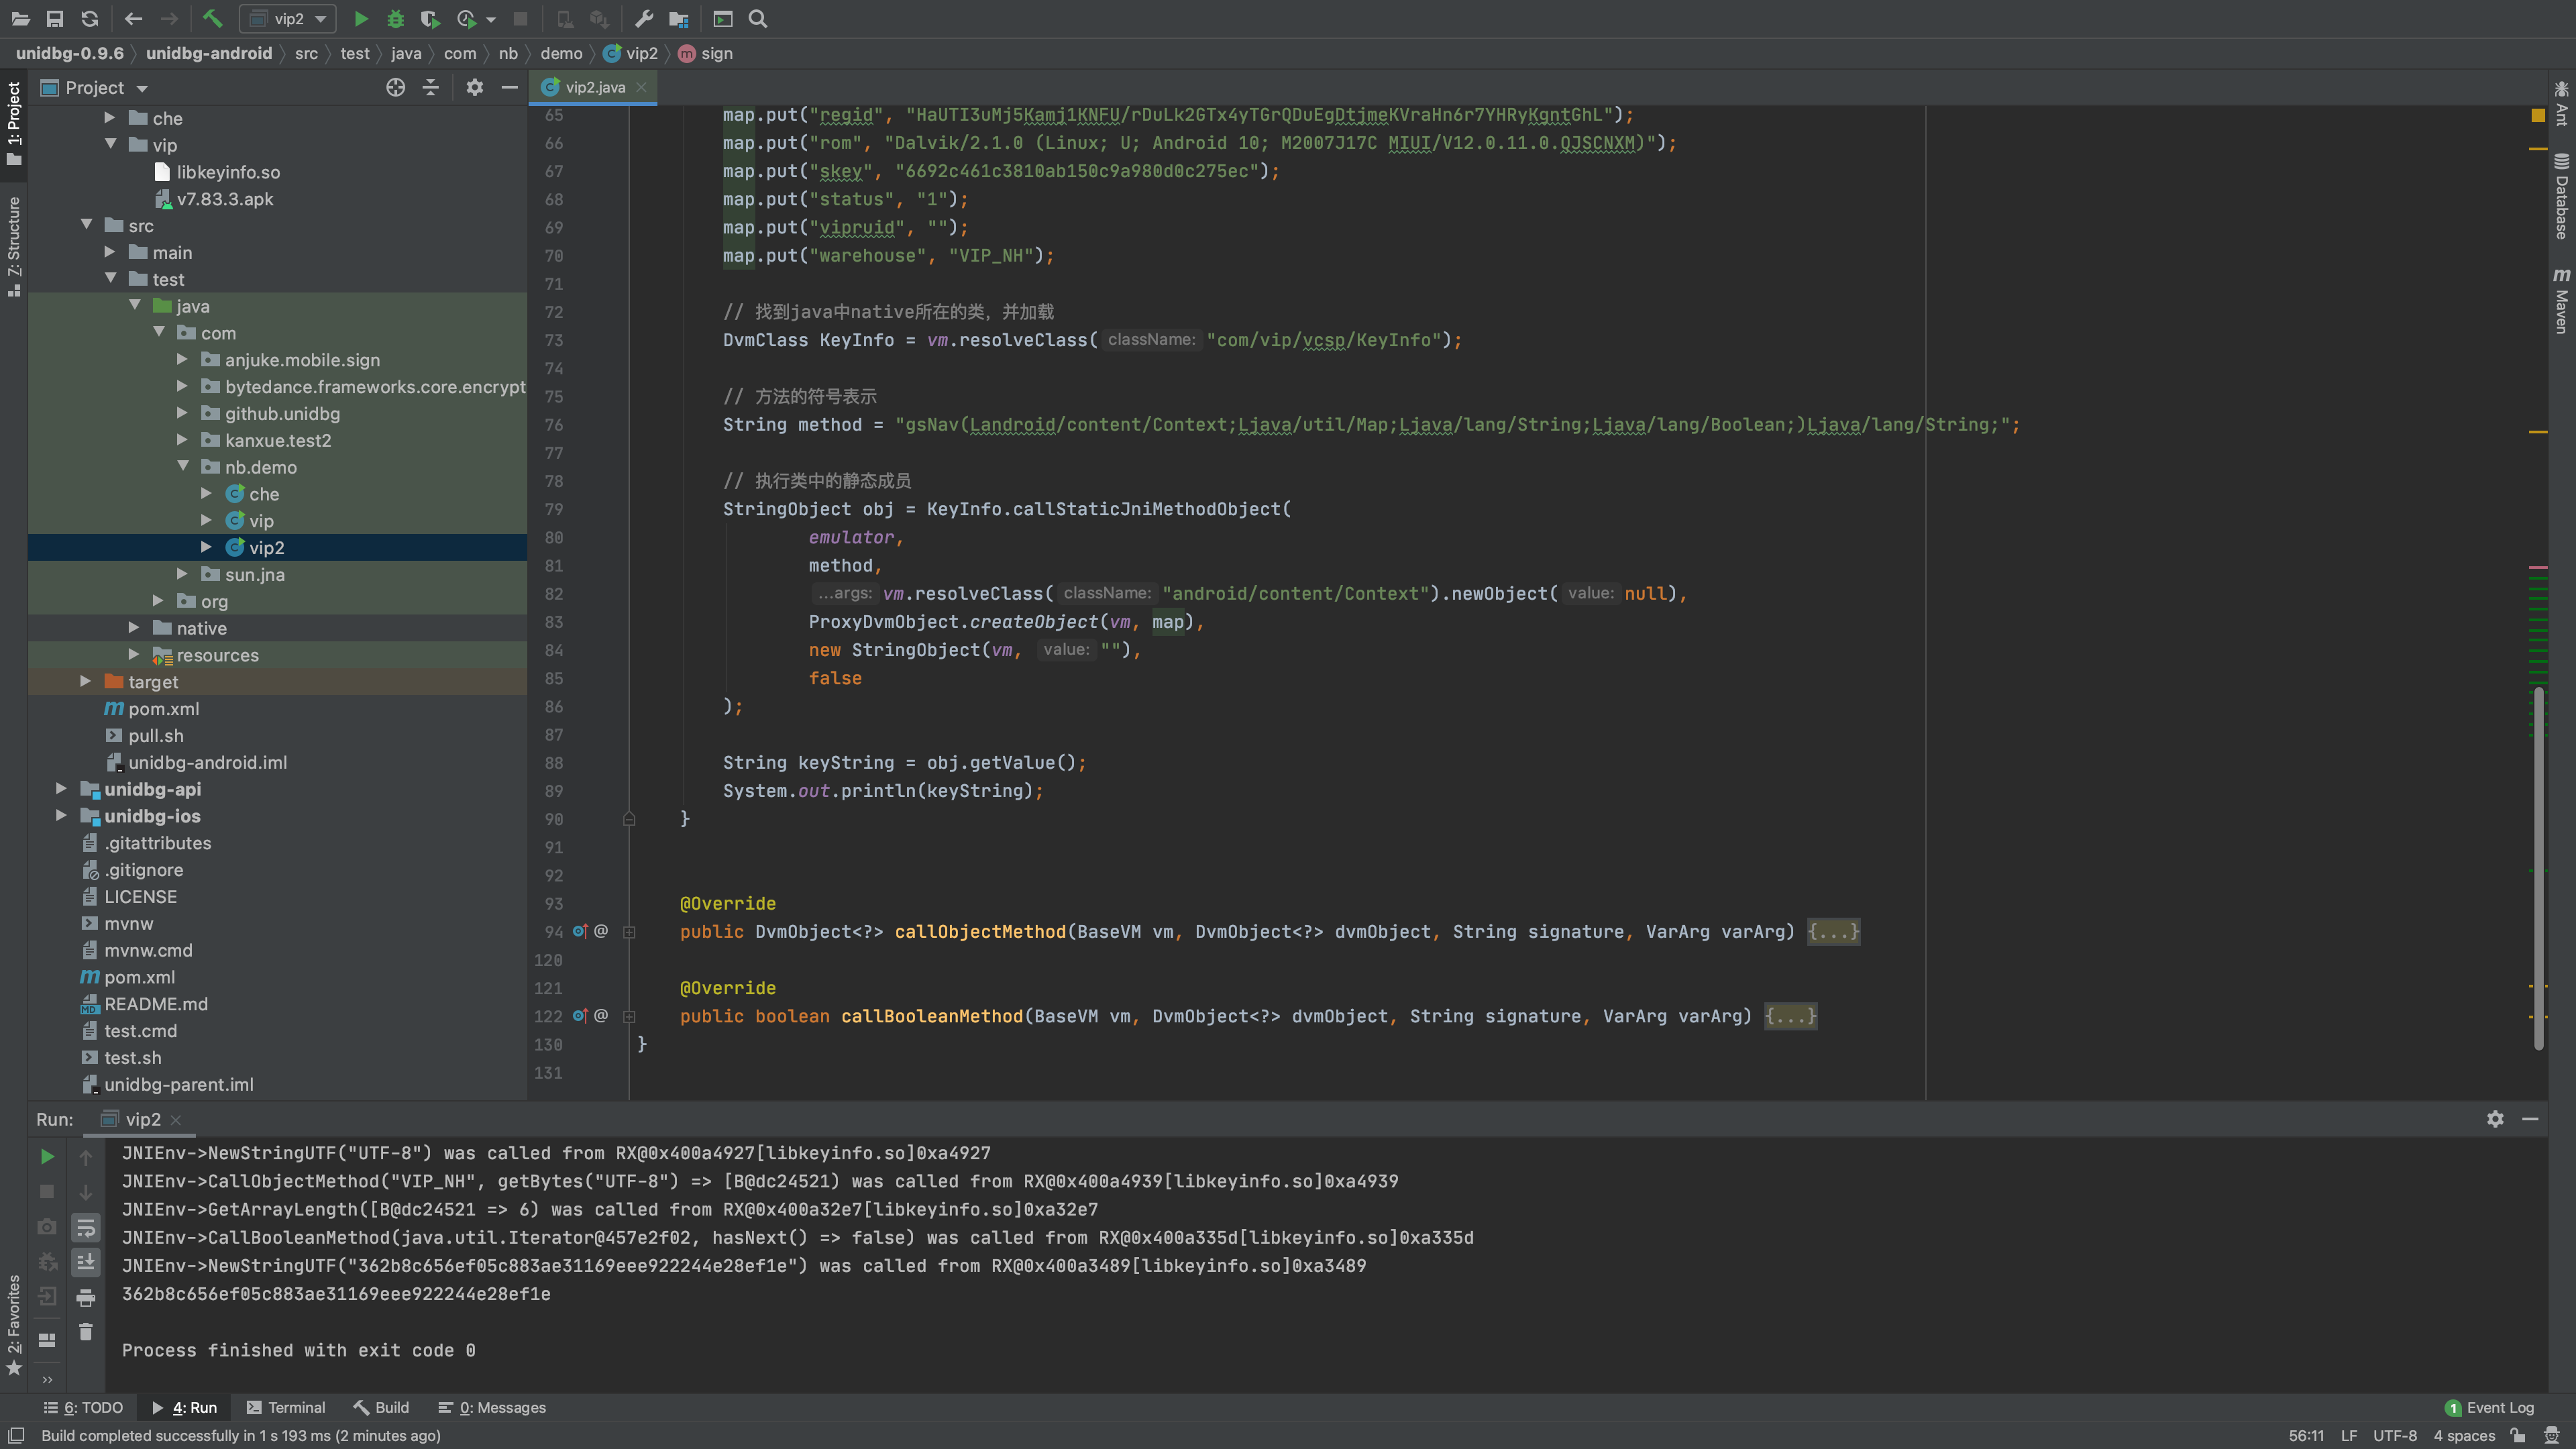 vip2
unidbg-0.9.6 unidbg-android src test java com nb demo vip2 sign
Project
vip2.java
1: Project
Z: Structure
2: Favorites
Ant
Database
Maven
che
vip
libkeyinfo.so
v7.83.3.apk
src
main
test
java
com
anjuke.mobile.sign
bytedance.frameworks.core.encrypt
github.unidbg
kanxue.test2
nb.demo
che
vip
vip2
sun.jna
org
native
resources
target
pom.xml
pull.sh
unidbg-android.iml
unidbg-api
unidbg-ios
.gitattributes
.gitignore
LICENSE
mvnw
mvnw.cmd
pom.xml
README.md
test.cmd
test.sh
unidbg-parent.iml
65 map.put("regid", "HaUTI3uMj5Kamj1KNFU/rDuLk2GTx4yTGrQDuEgDtjmeKVraHn6r7YHRyKgntGhL");
66 map.put("rom", "Dalvik/2.1.0 (Linux; U; Android 10; M2007J17C MIUI/V12.0.11.0.QJSCNXM)");
67 map.put("skey", "6692c461c3810ab150c9a980d0c275ec");
68 map.put("status", "1");
69 map.put("vipruid", "");
70 map.put("warehouse", "VIP_NH");
71
72 // 找到java中native所在的类，并加载
73 DvmClass KeyInfo = vm.resolveClass( className: "com/vip/vcsp/KeyInfo");
74
75 // 方法的符号表示
76 String method = "gsNav(Landroid/content/Context;Ljava/util/Map;Ljava/lang/String;Ljava/lang/Boolean;)Ljava/lang/String;";
77
78 // 执行类中的静态成员
79 StringObject obj = KeyInfo.callStaticJniMethodObject(
80 emulator,
81 method,
82 ...args: vm.resolveClass( className: "android/content/Context").newObject( value: null),
83 ProxyDvmObject.createObject(vm, map),
84 new StringObject(vm, value: ""),
85 false
86 );
87
88 String keyString = obj.getValue();
89 System.out.println(keyString);
90 }
91
92
93 @Override
94 public DvmObject<?> callObjectMethod(BaseVM vm, DvmObject<?> dvmObject, String signature, VarArg varArg) {...}
120
121 @Override
122 public boolean callBooleanMethod(BaseVM vm, DvmObject<?> dvmObject, String signature, VarArg varArg) {...}
130 }
131
Run: vip2
JNIEnv->NewStringUTF("UTF-8") was called from RX@0x400a4927[libkeyinfo.so]0xa4927
JNIEnv->CallObjectMethod("VIP_NH", getBytes("UTF-8") => [B@dc24521) was called from RX@0x400a4939[libkeyinfo.so]0xa4939
JNIEnv->GetArrayLength([B@dc24521 => 6) was called from RX@0x400a32e7[libkeyinfo.so]0xa32e7
JNIEnv->CallBooleanMethod(java.util.Iterator@457e2f02, hasNext() => false) was called from RX@0x400a335d[libkeyinfo.so]0xa335d
JNIEnv->NewStringUTF("362b8c656ef05c883ae31169eee922244e28ef1e") was called from RX@0x400a3489[libkeyinfo.so]0xa3489
362b8c656ef05c883ae31169eee922244e28ef1e
Process finished with exit code 0
6: TODO 4: Run Terminal Build 0: Messages 1 Event Log
Build completed successfully in 1 s 193 ms (2 minutes ago) 56:11 LF UTF-8 4 spaces